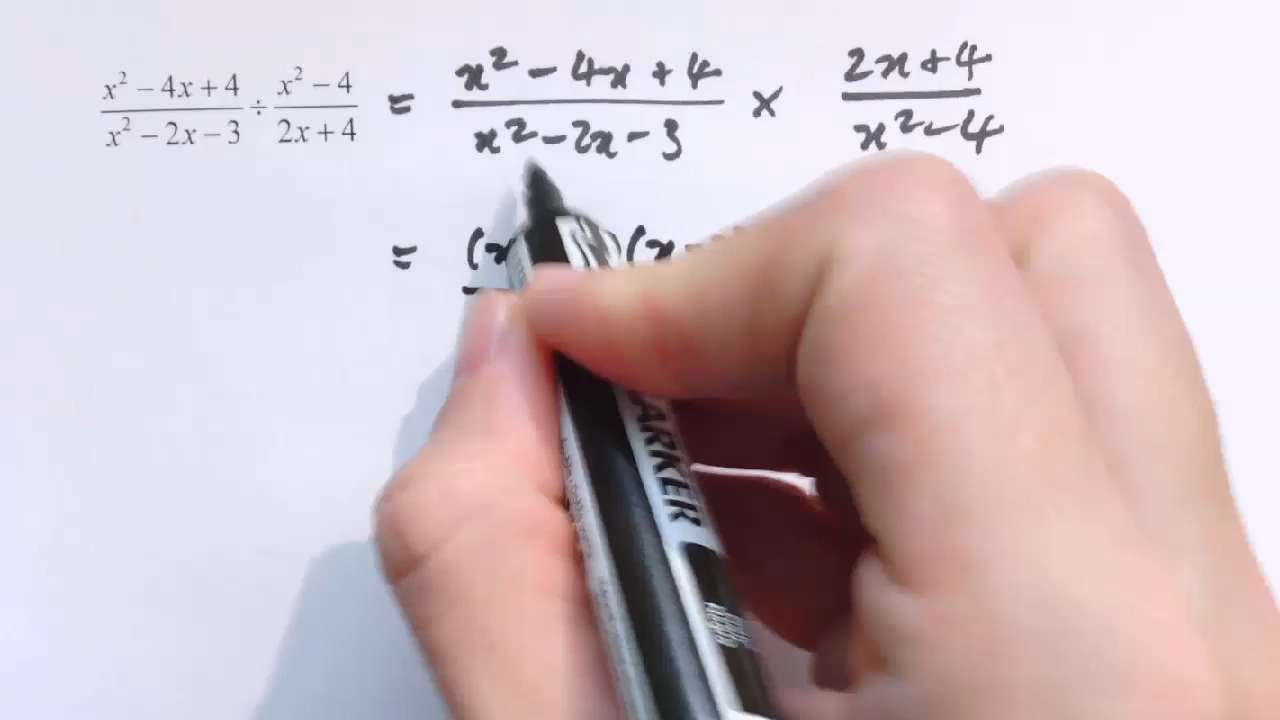 (x² − 4x + 4)/(x² − 2x − 3) ÷ (x² − 4)/(2x + 4) = (x² − 4x + 4)/(x² − 2x − 3) × (2x + 4)/(x² − 4)
= (x )(x
ARKER